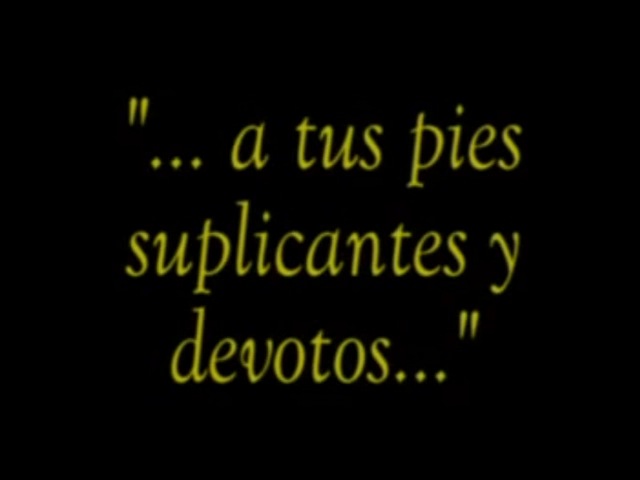 "... a tus pies
suplicantes y
devotos..."